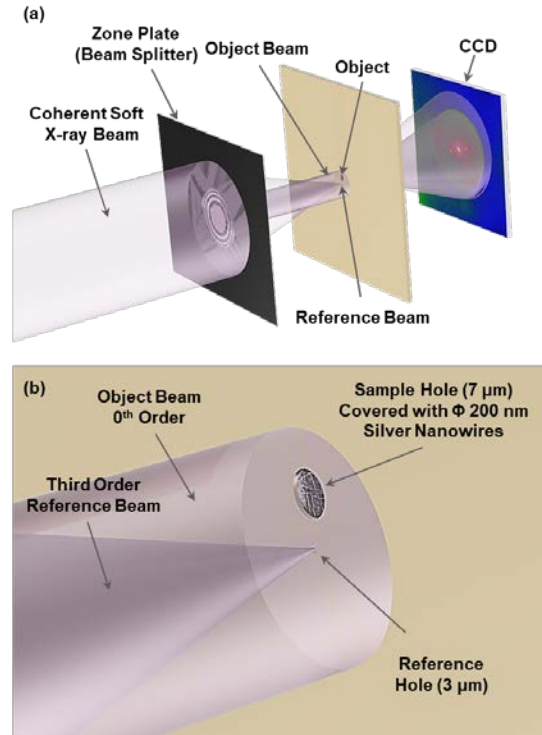 (a)
Zone Plate
(Beam Splitter)
Object Beam
Object
CCD
Coherent Soft
X-ray Beam
Reference Beam
(b)
Object Beam
0th Order
Sample Hole (7 µm)
Covered with Φ 200 nm
Silver Nanowires
Third Order
Reference Beam
Reference
Hole (3 µm)